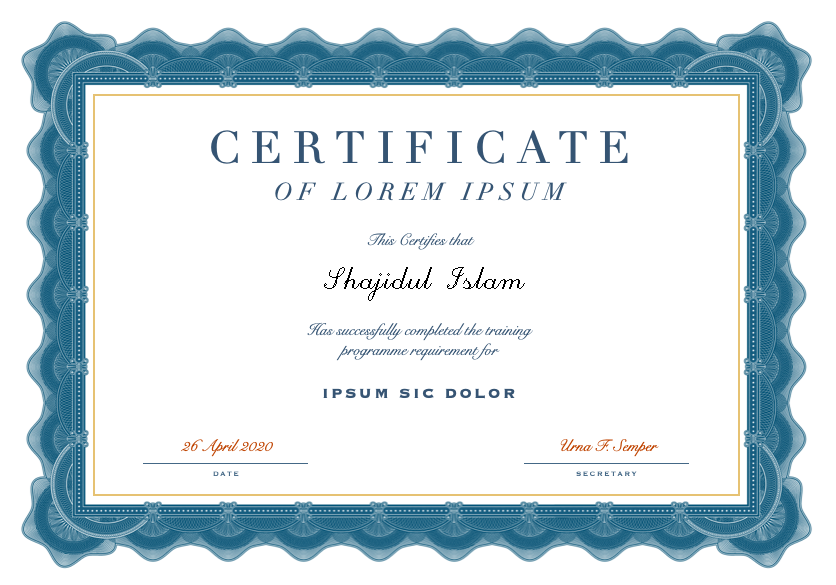 CERTIFICATE
OF LOREM IPSUM
This Certifies that
Shajidul Islam
Has successfully completed the training
programme requirement for
IPSUM SIC DOLOR
26 April 2020
Urna F. Semper
DATE
SECRETARY